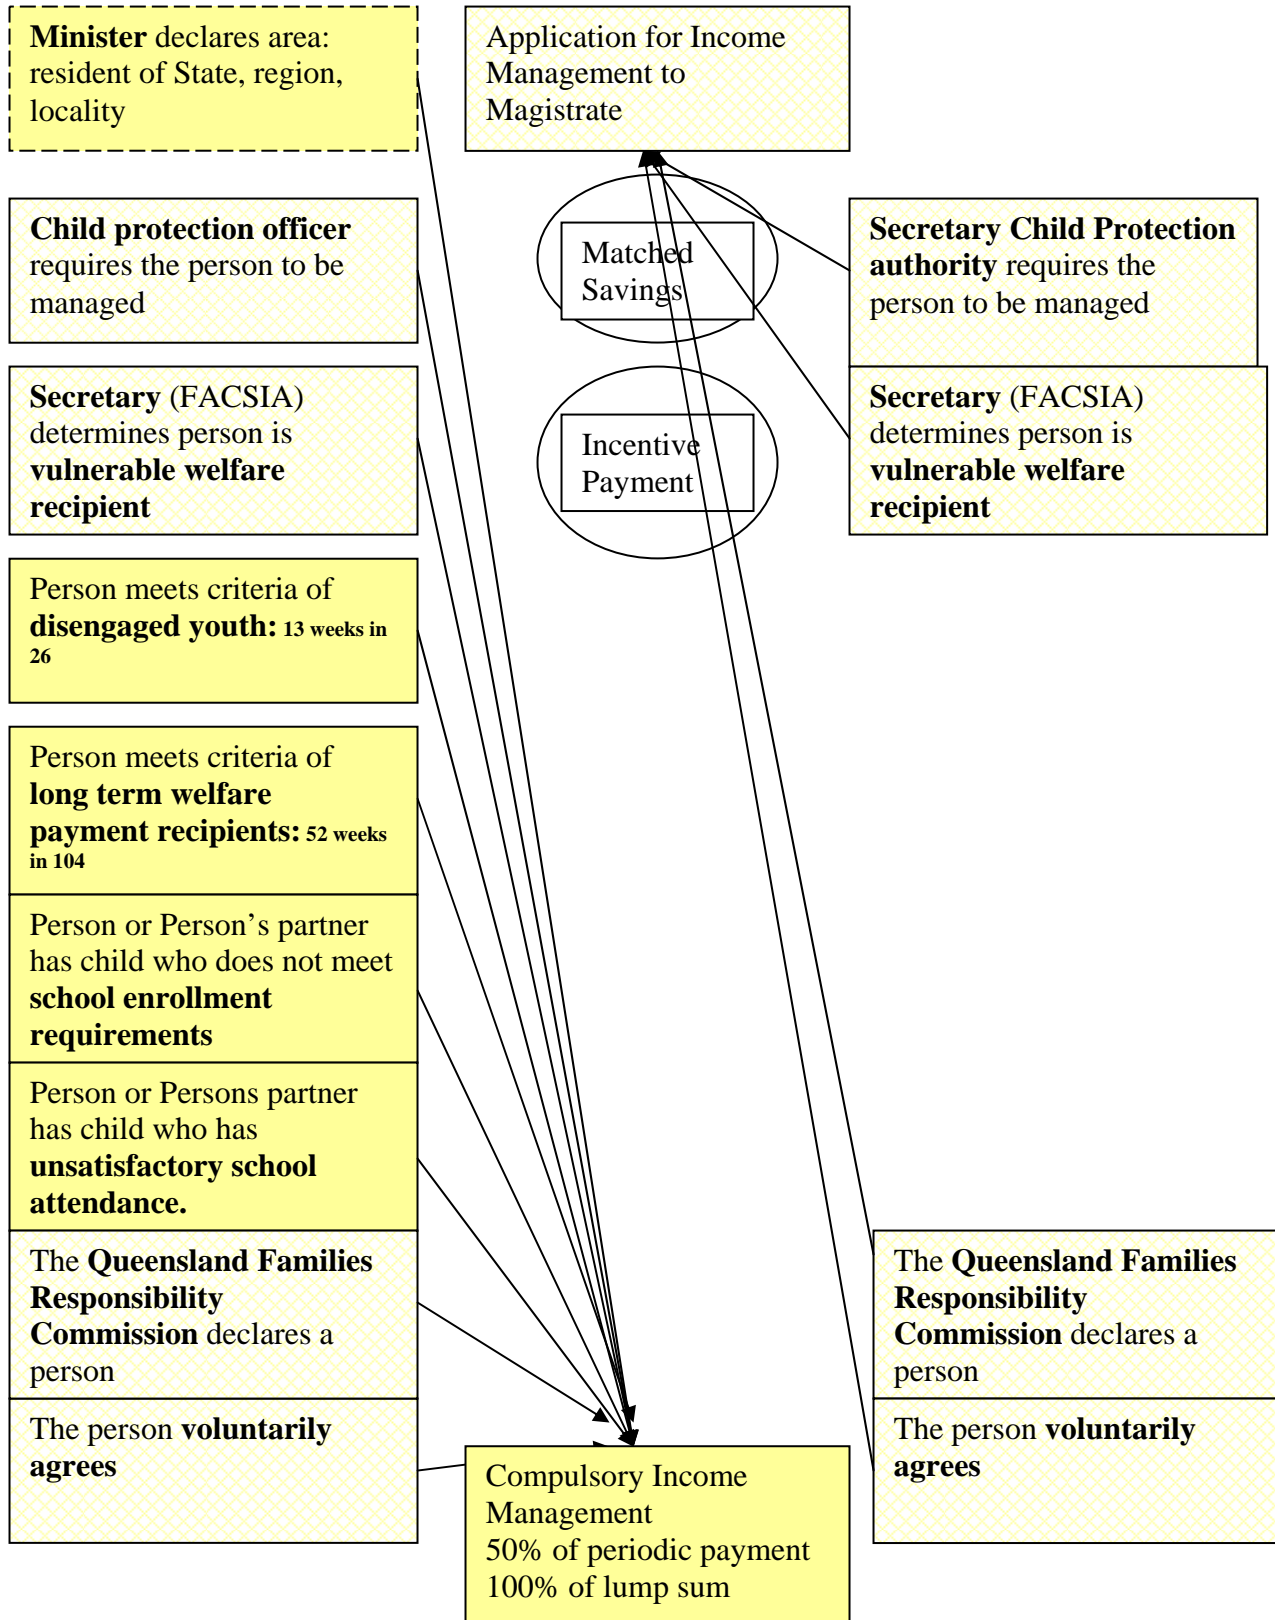 Minister declares area:
resident of State, region,
locality
Application for Income
Management to
Magistrate
Child protection officer
requires the person to be
managed
Matched
Savings
Secretary Child Protection
authority requires the
person to be managed
Secretary (FACSIA)
determines person is
vulnerable welfare
recipient
Incentive
Payment
Secretary (FACSIA)
determines person is
vulnerable welfare
recipient
Person meets criteria of
disengaged youth: 13 weeks in
26
Person meets criteria of
long term welfare
payment recipients: 52 weeks
in 104
Person or Person’s partner
has child who does not meet
school enrollment
requirements
Person or Persons partner
has child who has
unsatisfactory school
attendance.
The Queensland Families
Responsibility
Commission declares a
person
The Queensland Families
Responsibility
Commission declares a
person
The person voluntarily
agrees
The person voluntarily
agrees
Compulsory Income
Management
50% of periodic payment
100% of lump sum